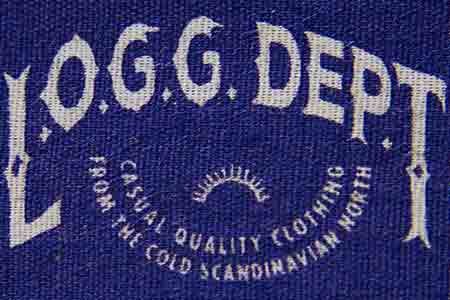 L.O.G.G. DEPT
CASUAL QUALITY CLOTHING
FROM THE COLD SCANDINAVIAN NORTH